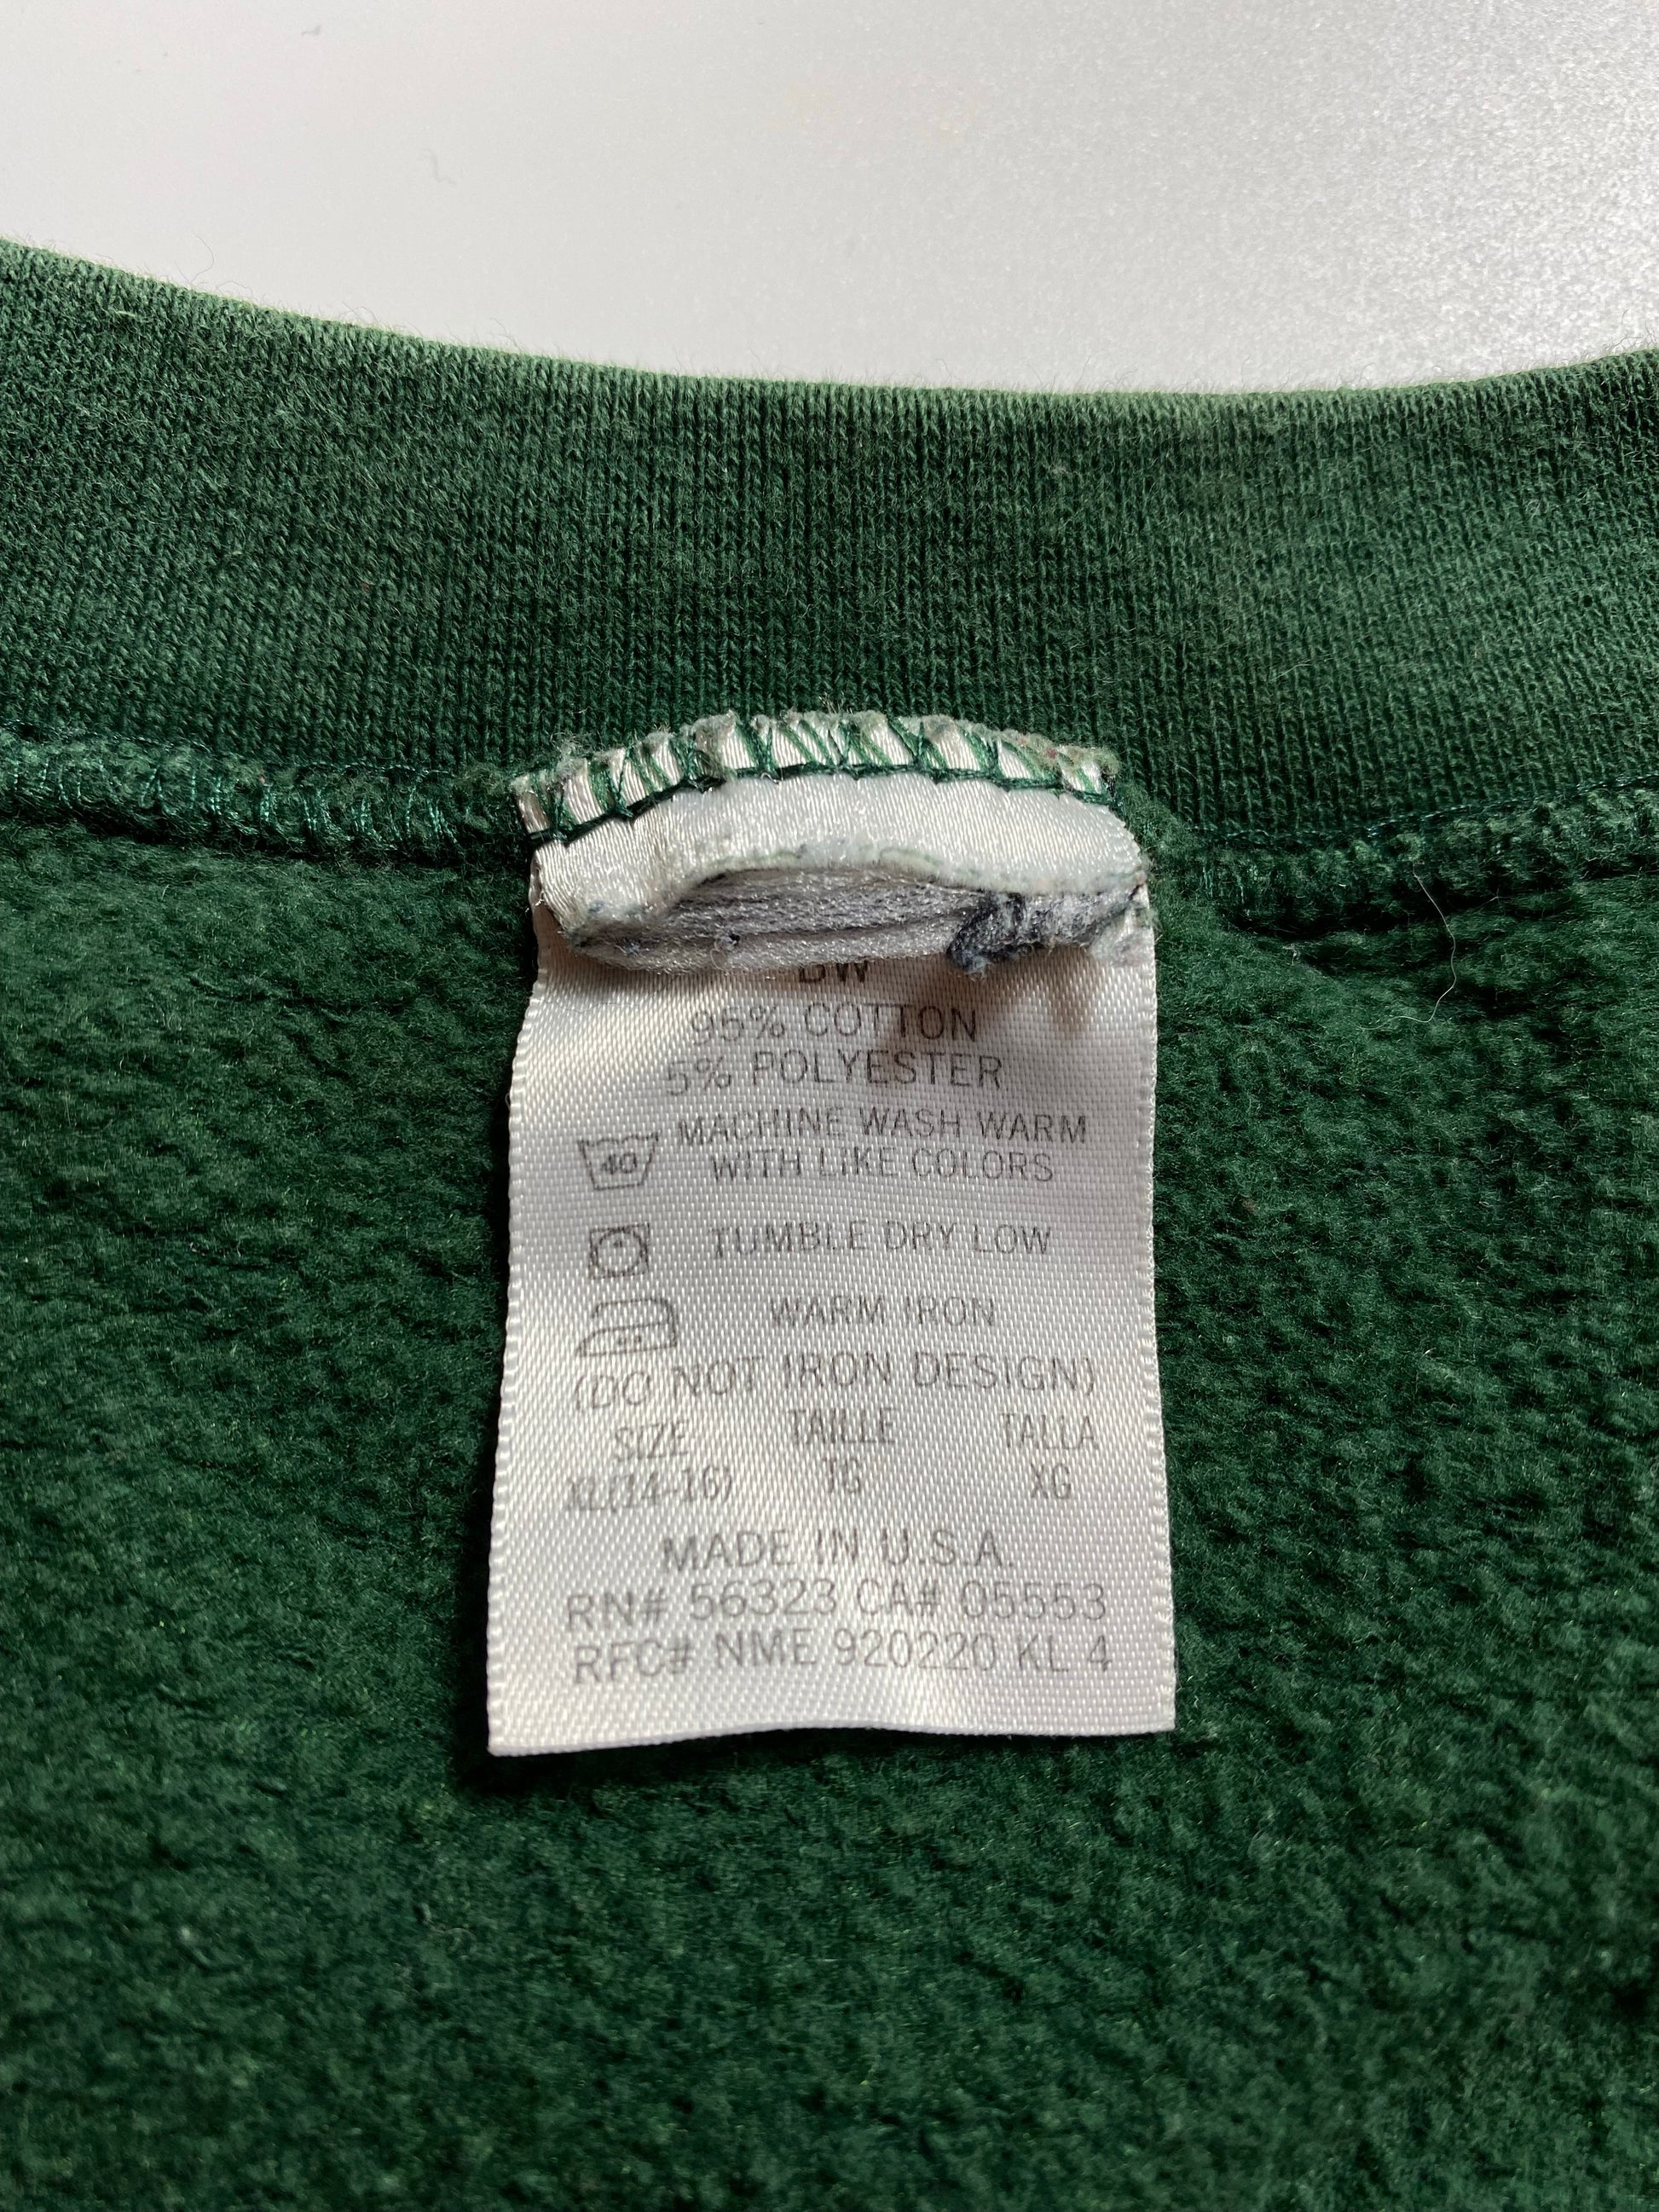 BW
95% COTTON
5% POLYESTER
40 MACHINE WASH WARM
WITH LIKE COLORS
TUMBLE DRY LOW
WARM IRON
(DO NOT IRON DESIGN)
SIZE TAILLE TALLA
XL(14-16) TG XG
MADE IN U.S.A.
RN# 56323 CA# 05553
RFC# NME 920220 KL 4